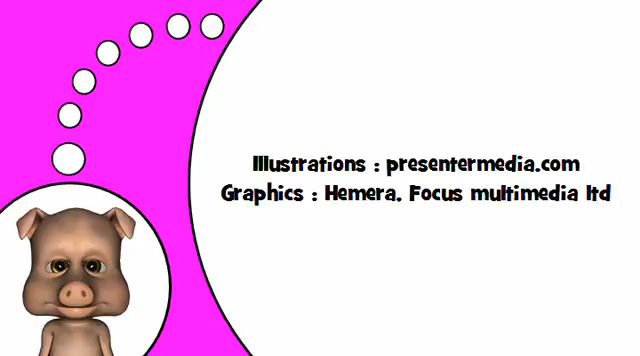 Illustrations : presentermedia.com
Graphics : Hemera. Focus multimedia ltd